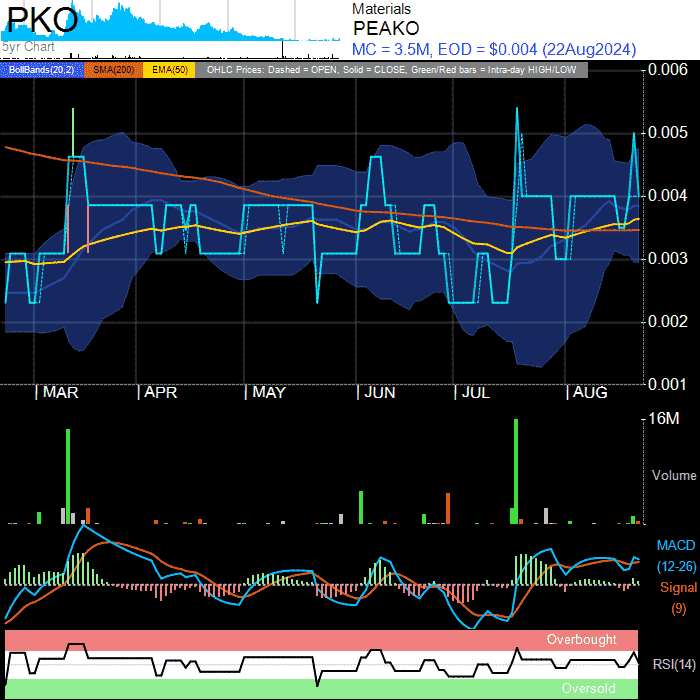 PKO
5yr Chart
Materials
PEAKO
MC = 3.5M, EOD = $0.004 (22Aug2024)
BollBands(20,2) SMA(200) EMA(50) OHLC Prices: Dashed = OPEN, Solid = CLOSE, Green/Red bars = Intra-day HIGH/LOW
0.006
0.005
0.004
0.003
0.002
0.001
| MAR | APR | MAY | JUN | JUL | AUG
16M
Volume
MACD
(12-26)
Signal
(9)
Overbought
RSI(14)
Oversold